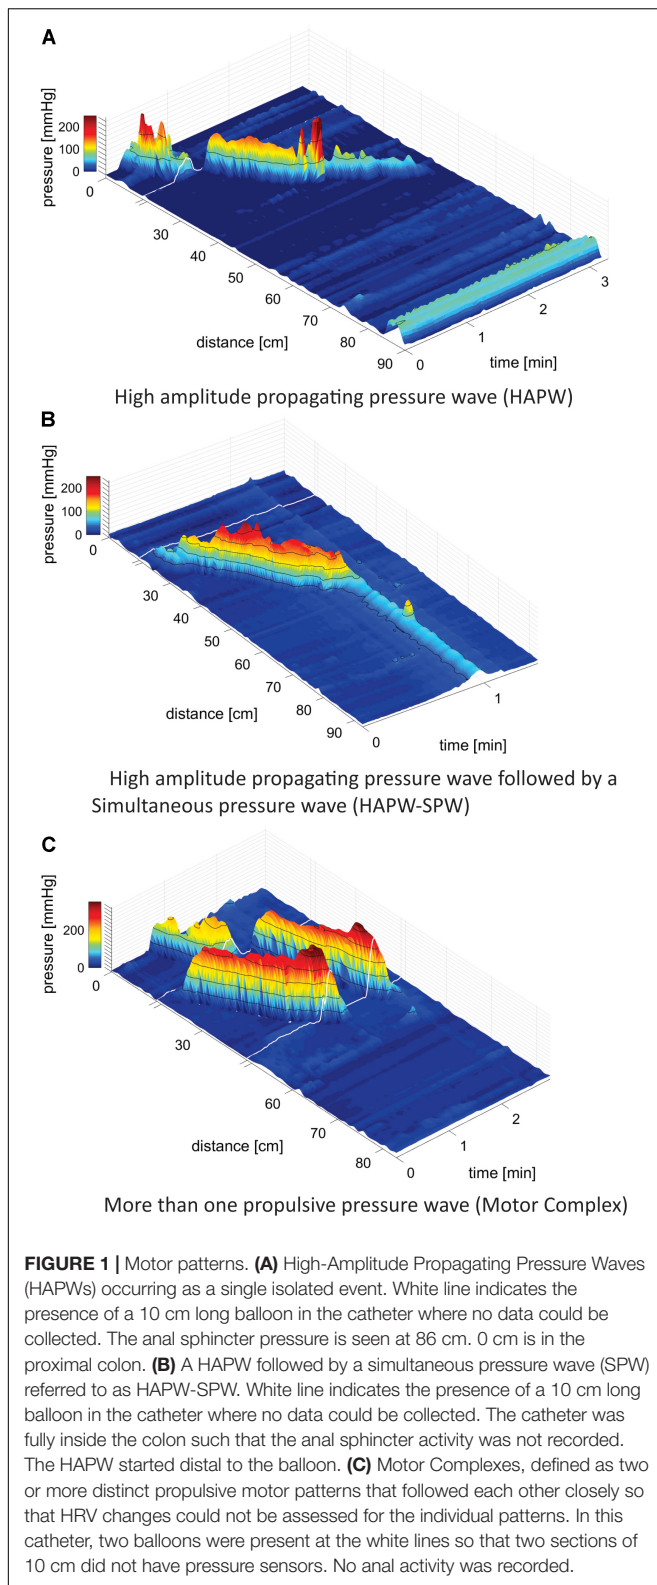 A
pressure [mmHg]
200
100
0
0
30
40
50
60
70
80
90
distance [cm]
0
1
2
3
time [min]
High amplitude propagating pressure wave (HAPW)
B
pressure [mmHg]
200
100
0
0
30
40
50
60
70
80
90
distance [cm]
0
1
time [min]
High amplitude propagating pressure wave followed by a
Simultaneous pressure wave (HAPW-SPW)
C
pressure [mmHg]
200
0
0
30
60
70
80
distance [cm]
0
1
2
time [min]
More than one propulsive pressure wave (Motor Complex)
FIGURE 1 | Motor patterns. (A) High-Amplitude Propagating Pressure Waves
(HAPWs) occurring as a single isolated event. White line indicates the
presence of a 10 cm long balloon in the catheter where no data could be
collected. The anal sphincter pressure is seen at 86 cm. 0 cm is in the
proximal colon. (B) A HAPW followed by a simultaneous pressure wave (SPW)
referred to as HAPW-SPW. White line indicates the presence of a 10 cm long
balloon in the catheter where no data could be collected. The catheter was
fully inside the colon such that the anal sphincter activity was not recorded.
The HAPW started distal to the balloon. (C) Motor Complexes, defined as two
or more distinct propulsive motor patterns that followed each other closely so
that HRV changes could not be assessed for the individual patterns. In this
catheter, two balloons were present at the white lines so that two sections of
10 cm did not have pressure sensors. No anal activity was recorded.